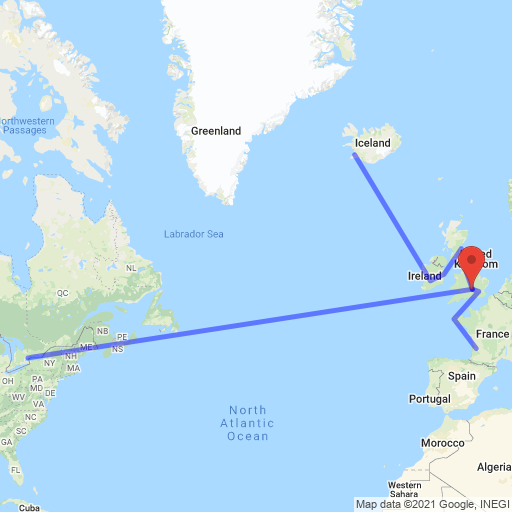 Northwestern
Passages
Greenland
Iceland
Labrador Sea
United
Kingdom
Ireland
NL
QC
NB
PE
ME
NS
France
OH
NY
NH
MA
PA
MD
DE
WV
VA
NC
SC
GA
FL
Spain
Portugal
North
Atlantic
Ocean
Morocco
Algeria
Western
Sahara
Cuba
Map data ©2021 Google, INEGI